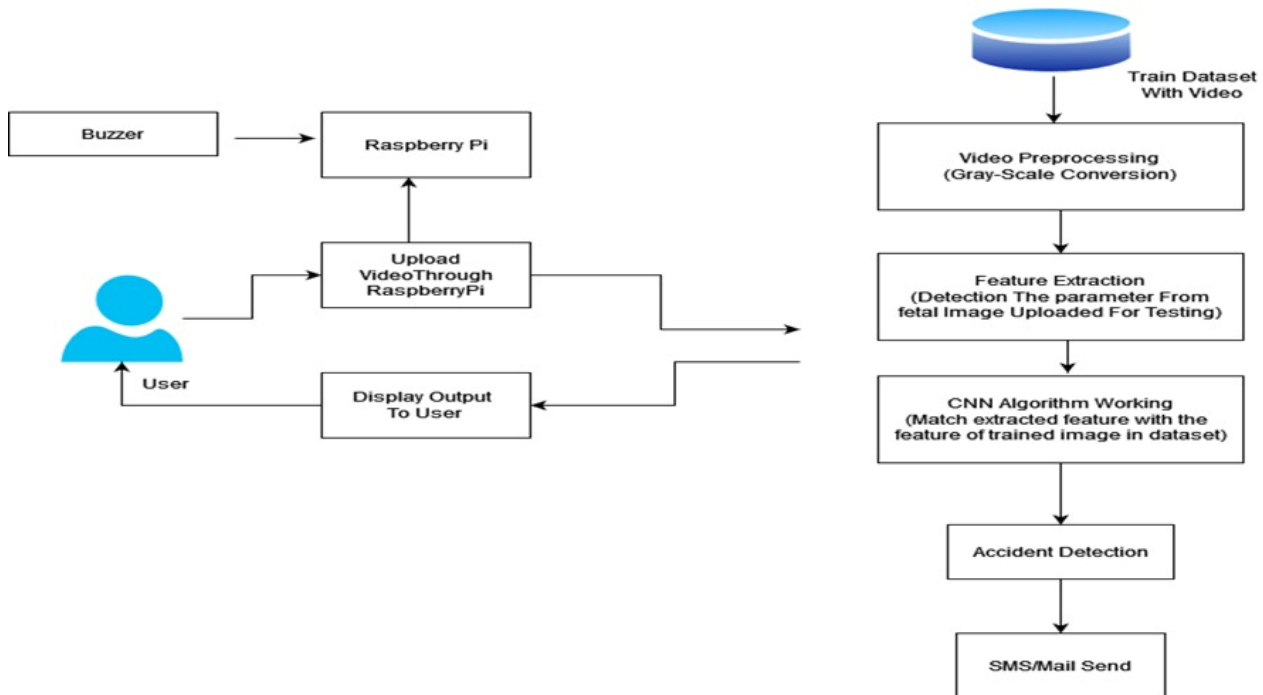 Train Dataset
With Video
Buzzer
Raspberry Pi
Video Preprocessing
(Gray-Scale Conversion)
Upload
VideoThrough
RaspberryPi
Feature Extraction
(Detection The parameter From
fetal Image Uploaded For Testing)
User
Display Output
To User
CNN Algorithm Working
(Match extracted feature with the
feature of trained image in dataset)
Accident Detection
SMS/Mail Send